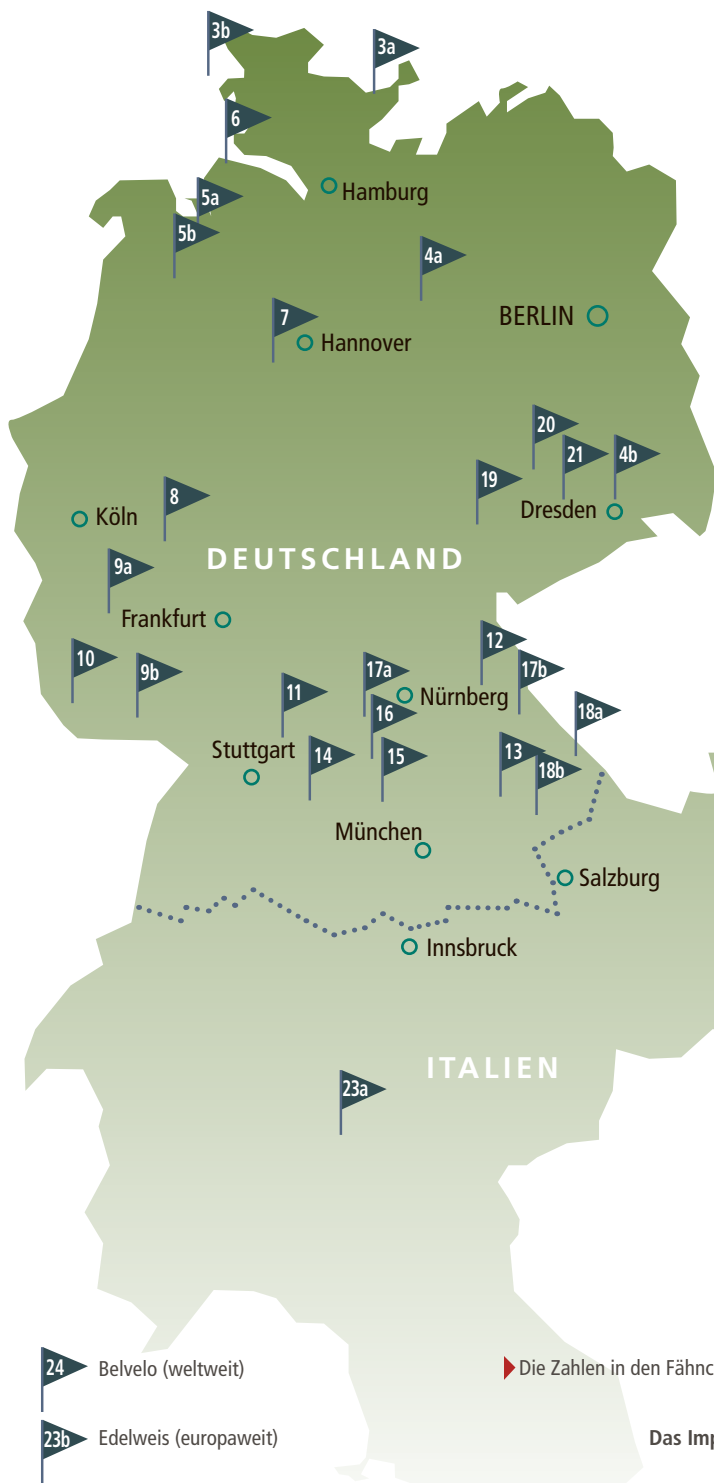 3b
3a
6
Hamburg
5a
5b
4a
7
BERLIN
Hannover
20
21
4b
19
8
Köln
Dresden
DEUTSCHLAND
9a
Frankfurt
12
10
9b
17a
17b
11
Nürnberg
18a
16
Stuttgart
14
15
13
18b
München
Salzburg
Innsbruck
ITALIEN
23a
24 Belvelo (weltweit)
Die Zahlen in den Fähnc
23b Edelweis (europaweit)
Das Imp